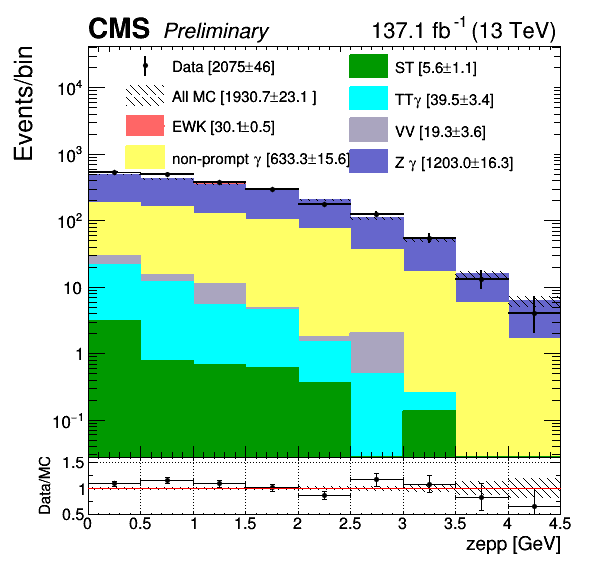 CMS Preliminary 137.1 fb⁻¹ (13 TeV)
Events/bin
Data [2075±46]
All MC [1930.7±23.1 ]
EWK [30.1±0.5]
non-prompt γ [633.3±15.6]
ST [5.6±1.1]
TTγ [39.5±3.4]
VV [19.3±3.6]
Z γ [1203.0±16.3]
10⁴
10³
10²
10
1
10⁻¹
Data/MC
1.5
1
0.5
0 0.5 1 1.5 2 2.5 3 3.5 4 4.5
zepp [GeV]